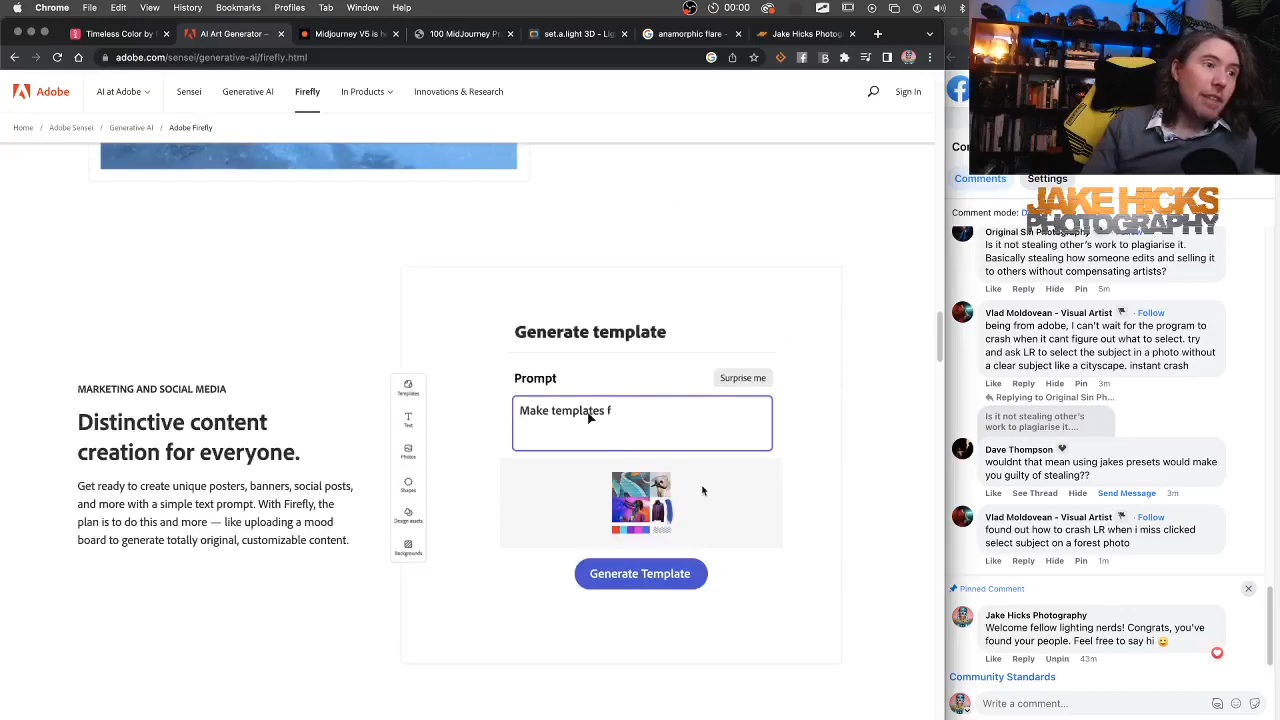 Chrome File Edit View History Bookmarks Profiles Tab Window Help
00:00
Timeless Color by
AI Art Generator –
Midjourney
set.a.light 3D -
anamorphic flare -
Jake Hicks Photog
adobe.com/sensei/generative-ai/firefly.html
Adobe
AI at Adobe
Sensei
Generative AI
Firefly
In Products
Innovations & Research
Sign In
Home / Adobe Sensei / Generative AI / Adobe Firefly
MARKETING AND SOCIAL MEDIA
Distinctive content
creation for everyone.
Get ready to create unique posters, banners, social posts,
and more with a simple text prompt. With Firefly, the
plan is to do this and more — like uploading a mood
board to generate totally original, customizable content.
Templates
Text
Photos
Shapes
Design assets
Backgrounds
Generate template
Prompt
Surprise me
Make templates f
Generate Template
Comments
Settings
JAKE HICKS
PHOTOGRAPHY
Comment mode:
Original Sin Photography
Follow
Is it not stealing other's work to plagiarise it.
Basically stealing how someone edits and selling it
to others without compensating artists?
Like Reply Hide Pin 5m
Vlad Moldovean - Visual Artist · Follow
being from adobe, I can't wait for the program to
crash when it cant figure out what to select. try
and ask LR to select the subject in a photo without
a clear subject like a cityscape. instant crash
Like Reply Hide Pin 3m
Replying to Original Sin Ph...
Is it not stealing other's
work to plagiarise it....
Dave Thompson
wouldnt that mean using jakes presets would make
you guilty of stealing??
Like See Thread Hide Send Message 3m
Vlad Moldovean - Visual Artist · Follow
found out how to crash LR when i miss clicked
select subject on a forest photo
Like Reply Hide Pin 1m
Pinned Comment
Jake Hicks Photography
Welcome fellow lighting nerds! Congrats, you've
found your people. Feel free to say hi 😀
Like Reply Unpin 43m
Community Standards
Write a comment...